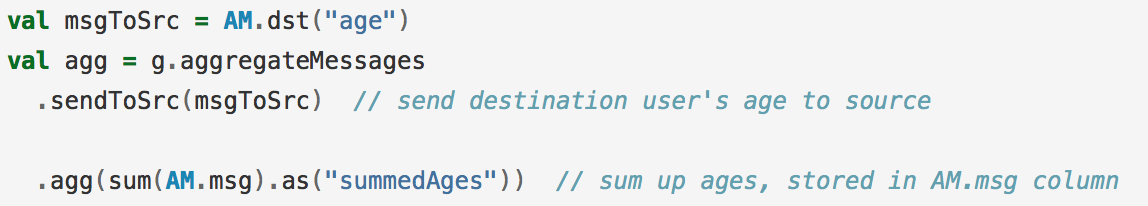 val msgToSrc = AM.dst("age")
val agg = g.aggregateMessages
  .sendToSrc(msgToSrc)  // send destination user's age to source
  .agg(sum(AM.msg).as("summedAges"))  // sum up ages, stored in AM.msg column